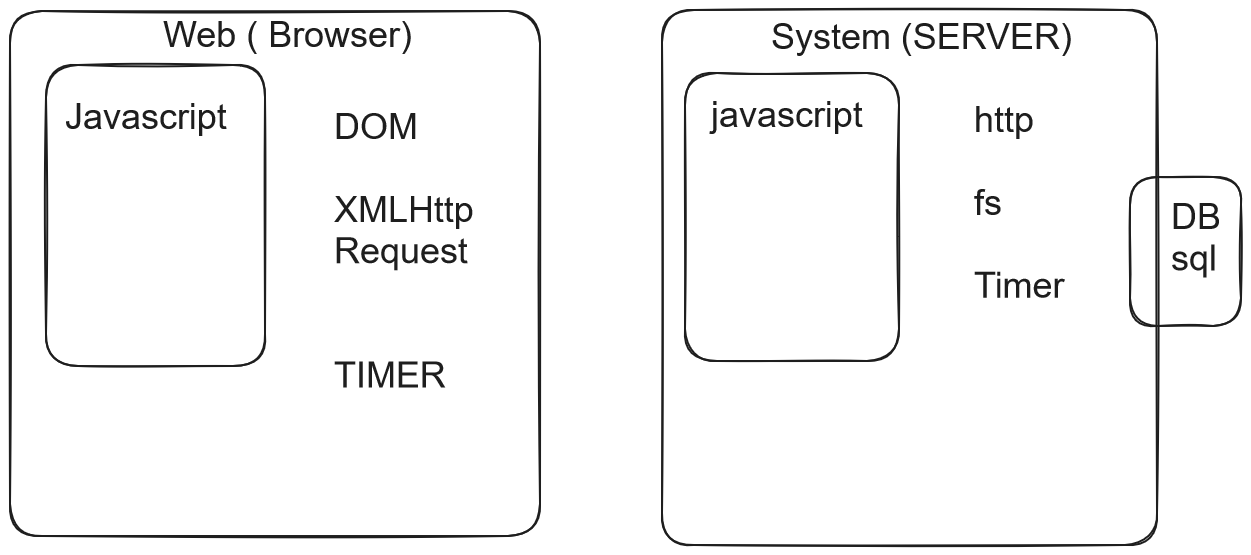 Web ( Browser)
Javascript
DOM
XMLHttp
Request
TIMER
System (SERVER)
javascript
http
fs
Timer
DB
sql